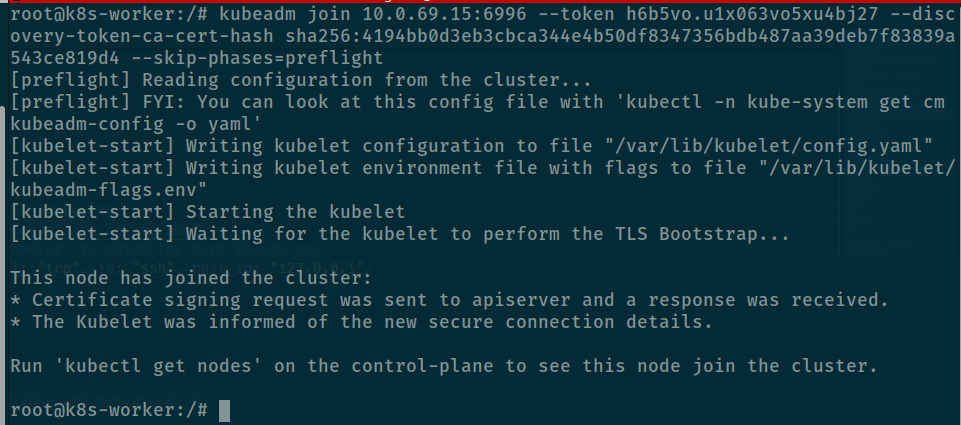 root@k8s-worker:/# kubeadm join 10.0.69.15:6996 --token h6b5vo.u1x063vo5xu4bj27 --disc
overy-token-ca-cert-hash sha256:4194bb0d3eb3cbca344e4b50df8347356bdb487aa39deb7f83839a
543ce819d4 --skip-phases=preflight
[preflight] Reading configuration from the cluster...
[preflight] FYI: You can look at this config file with 'kubectl -n kube-system get cm
kubeadm-config -o yaml'
[kubelet-start] Writing kubelet configuration to file "/var/lib/kubelet/config.yaml"
[kubelet-start] Writing kubelet environment file with flags to file "/var/lib/kubelet/
kubeadm-flags.env"
[kubelet-start] Starting the kubelet
[kubelet-start] Waiting for the kubelet to perform the TLS Bootstrap...
This node has joined the cluster:
* Certificate signing request was sent to apiserver and a response was received.
* The Kubelet was informed of the new secure connection details.
Run 'kubectl get nodes' on the control-plane to see this node join the cluster.
root@k8s-worker:/#